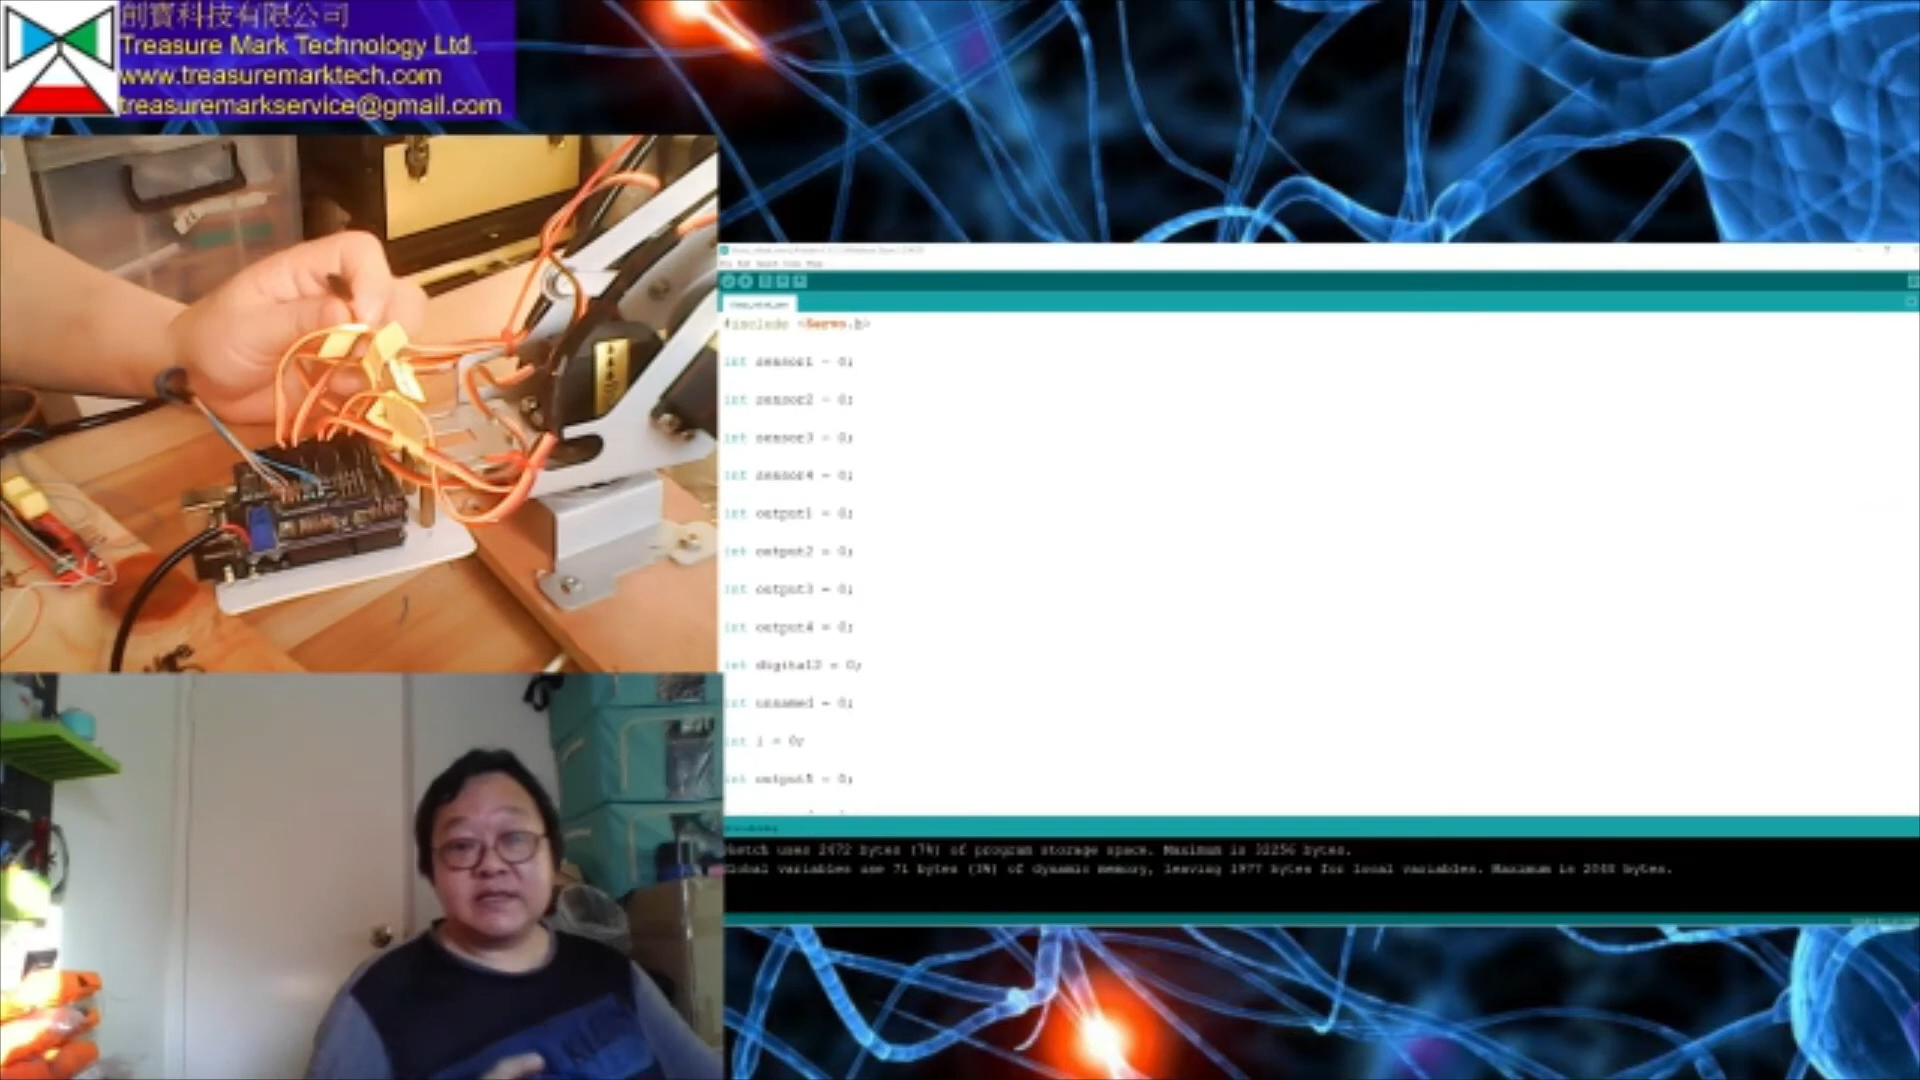 創寶科技有限公司
Treasure Mark Technology Ltd.
www.treasuremarktech.com
treasuremarkservice@gmail.com
#include <Servo.h>
int sensor1 = 0;
int sensor2 = 0;
int sensor3 = 0;
int sensor4 = 0;
int output1 = 0;
int output2 = 0;
int output3 = 0;
int output4 = 0;
int digital2 = 0;
int unnamed = 0;
int i = 0;
int output5 = 0;
Sketch uses 2472 bytes (7%) of program storage space. Maximum is 32256 bytes.
Global variables use 71 bytes (3%) of dynamic memory, leaving 1977 bytes for local variables. Maximum is 2048 bytes.